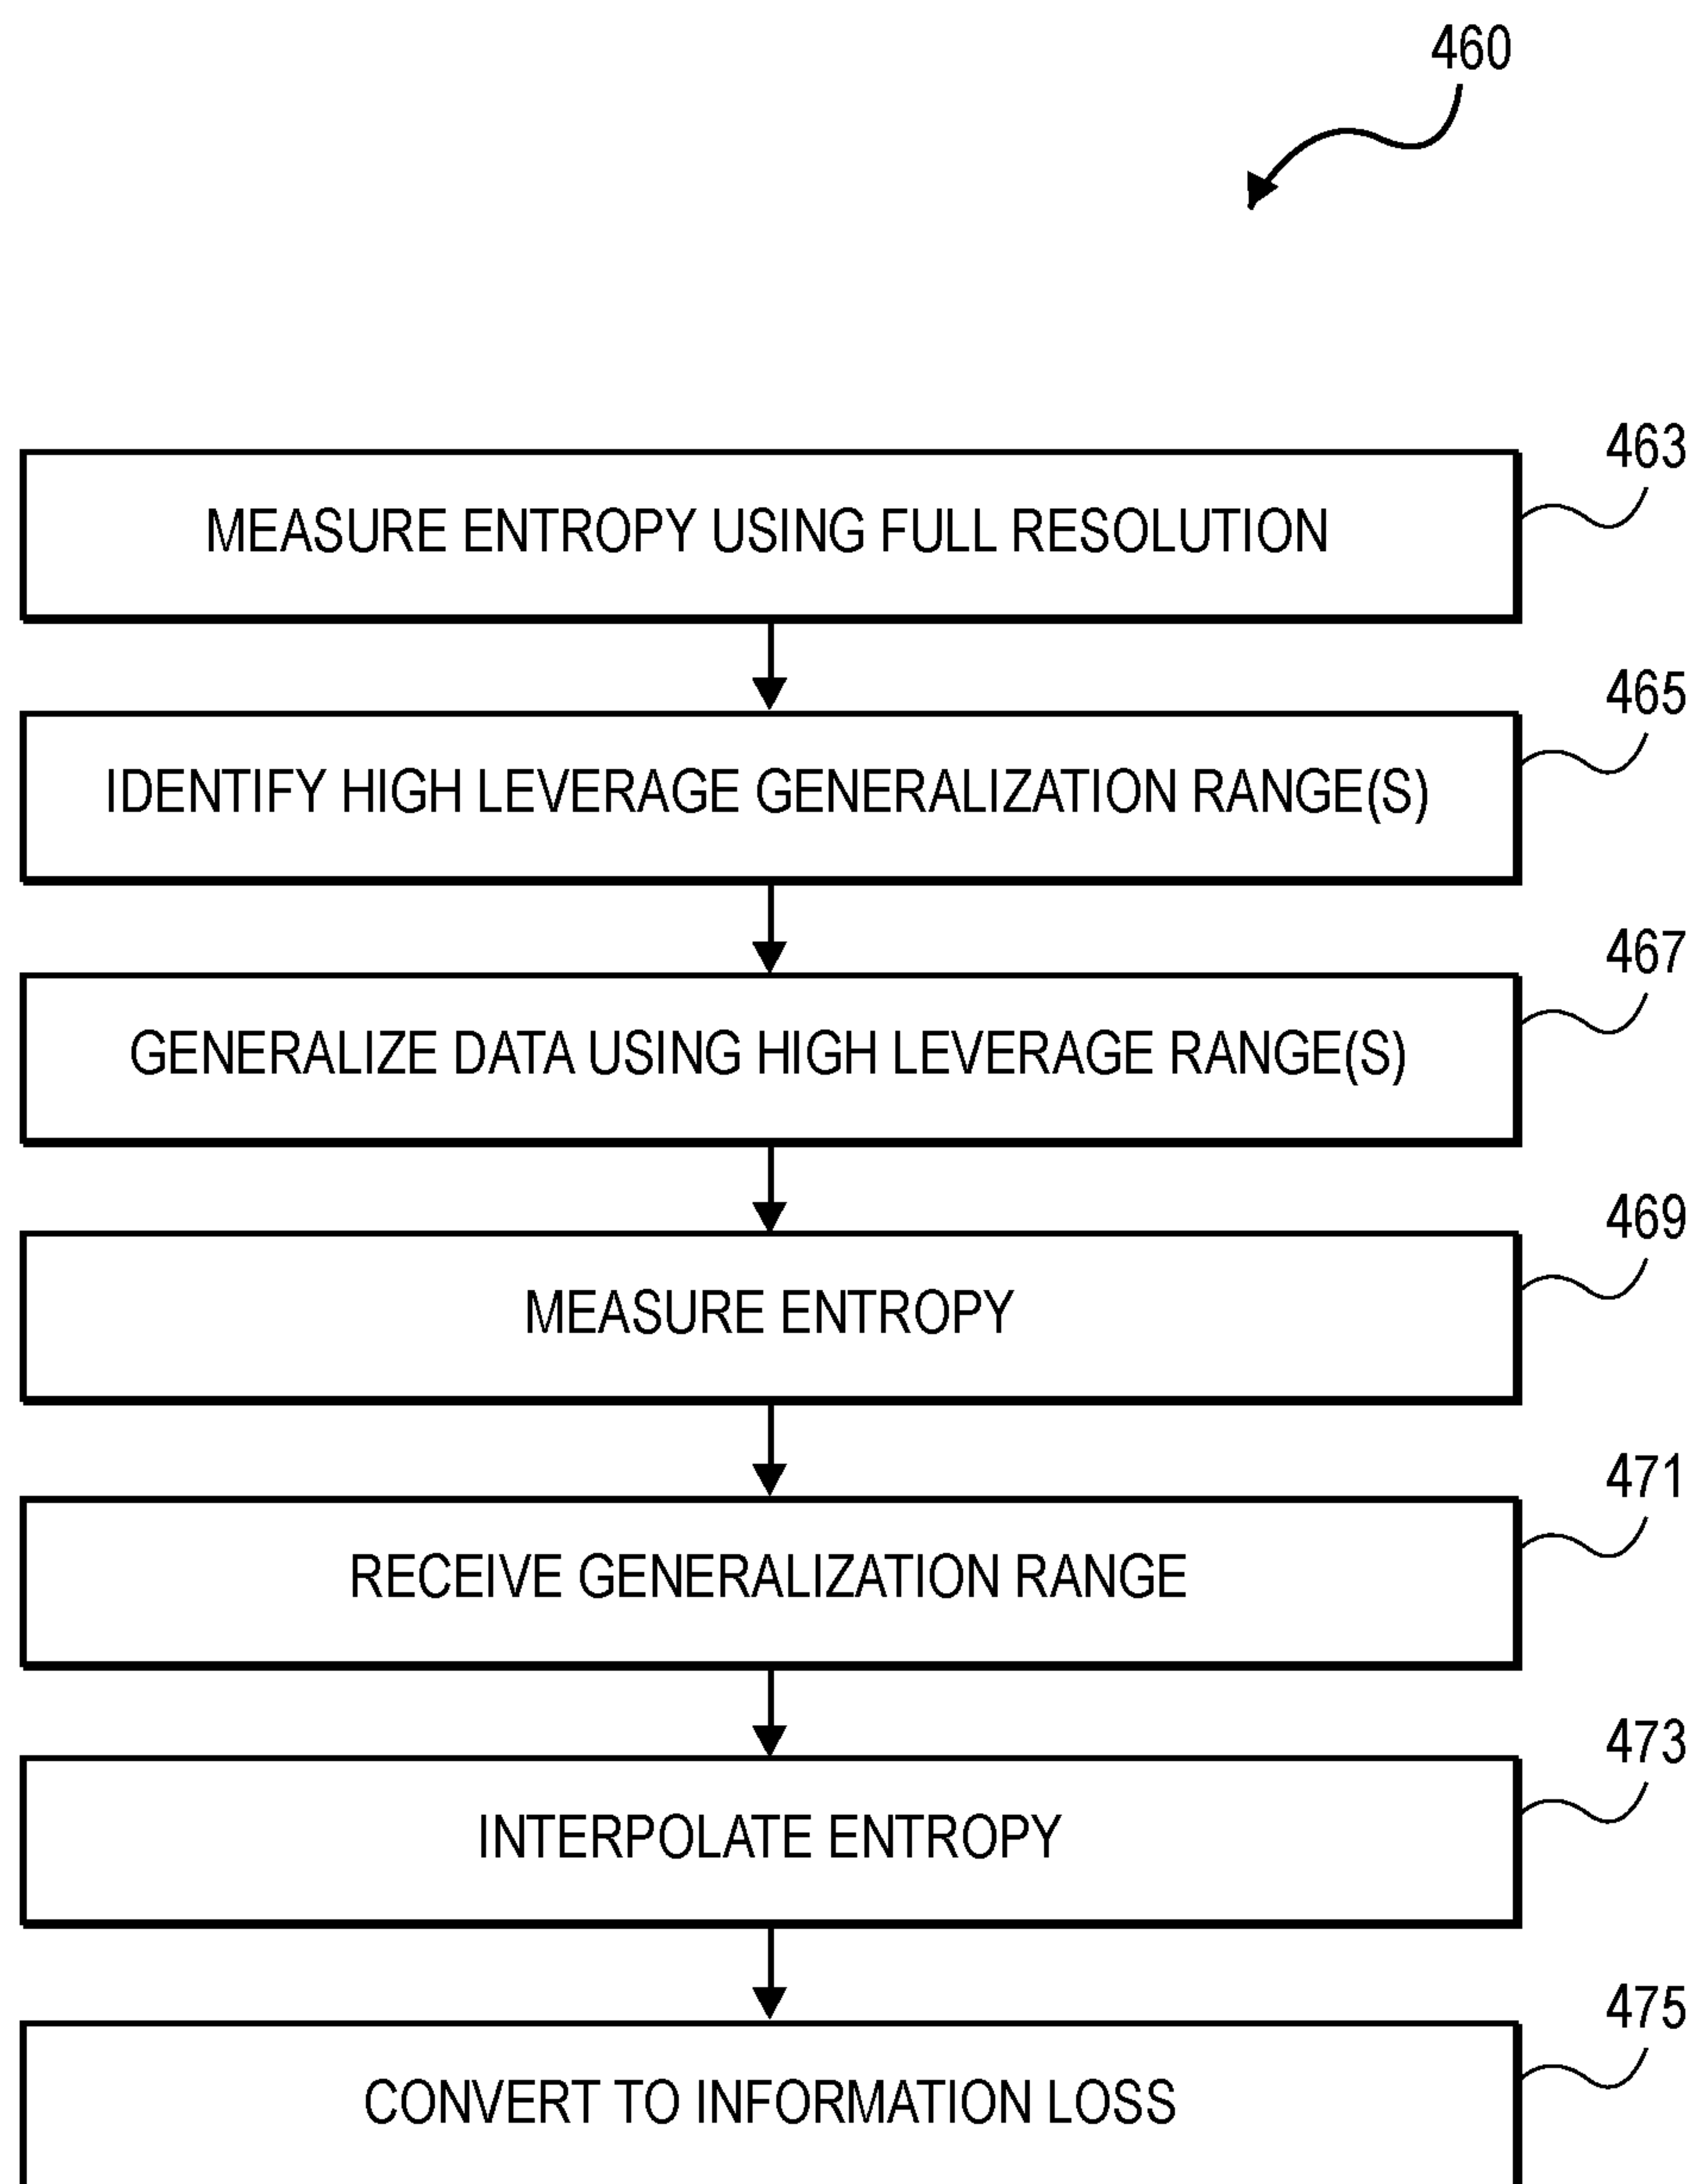 460
463
MEASURE ENTROPY USING FULL RESOLUTION
465
IDENTIFY HIGH LEVERAGE GENERALIZATION RANGE(S)
467
GENERALIZE DATA USING HIGH LEVERAGE RANGE(S)
469
MEASURE ENTROPY
471
RECEIVE GENERALIZATION RANGE
473
INTERPOLATE ENTROPY
475
CONVERT TO INFORMATION LOSS